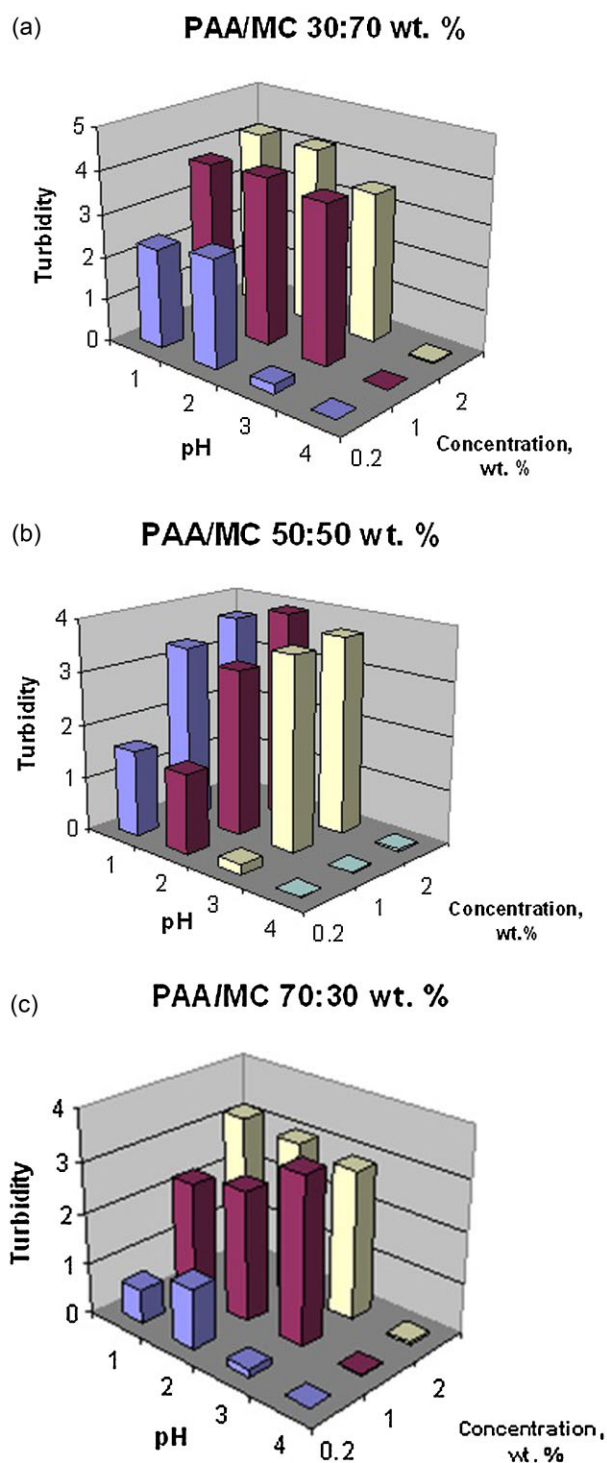 (a) PAA/MC 30:70 wt. %
5
4
3
2
1
0
Turbidity
1
2
3
4
pH
0.2
1
2
Concentration,
wt. %
(b) PAA/MC 50:50 wt. %
4
3
2
1
0
Turbidity
1
2
3
4
pH
0.2
1
2
Concentration,
wt.%
(c) PAA/MC 70:30 wt. %
4
3
2
1
0
Turbidity
1
2
3
4
pH
0.2
1
2
Concentration,
wt. %